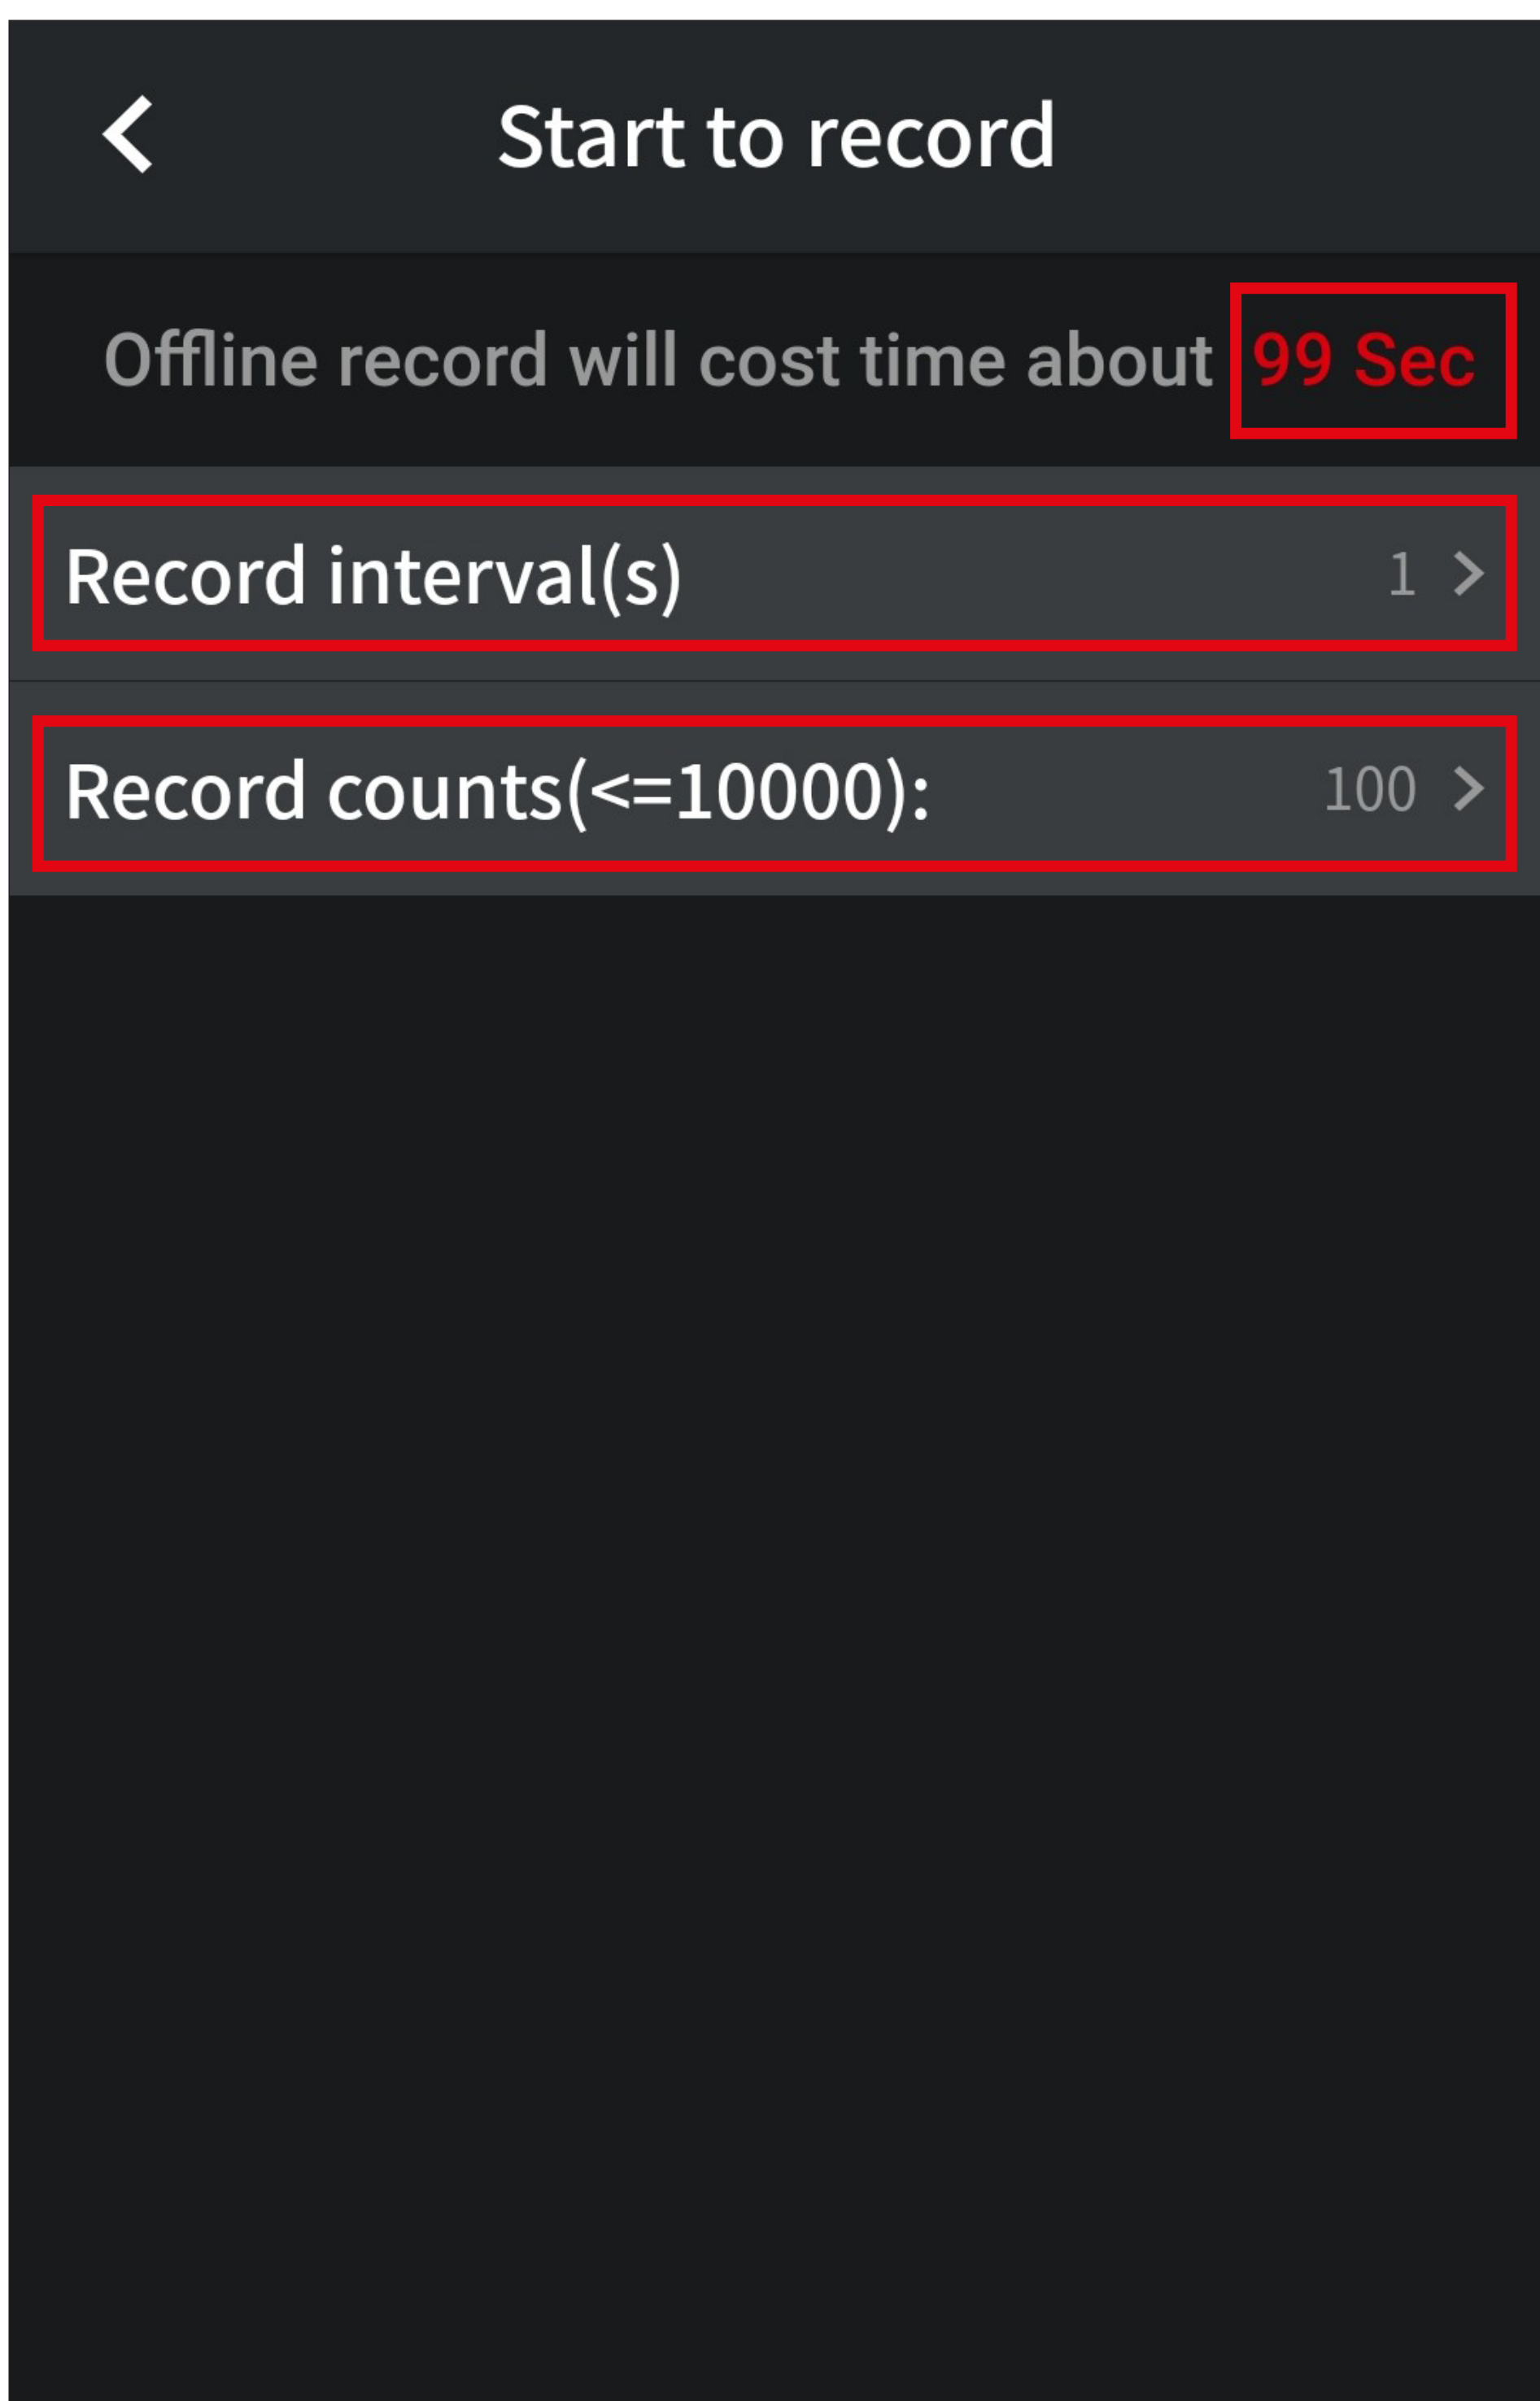 Start to record
Offline record will cost time about 99 Sec
Record interval(s) 1
Record counts(<=10000): 100